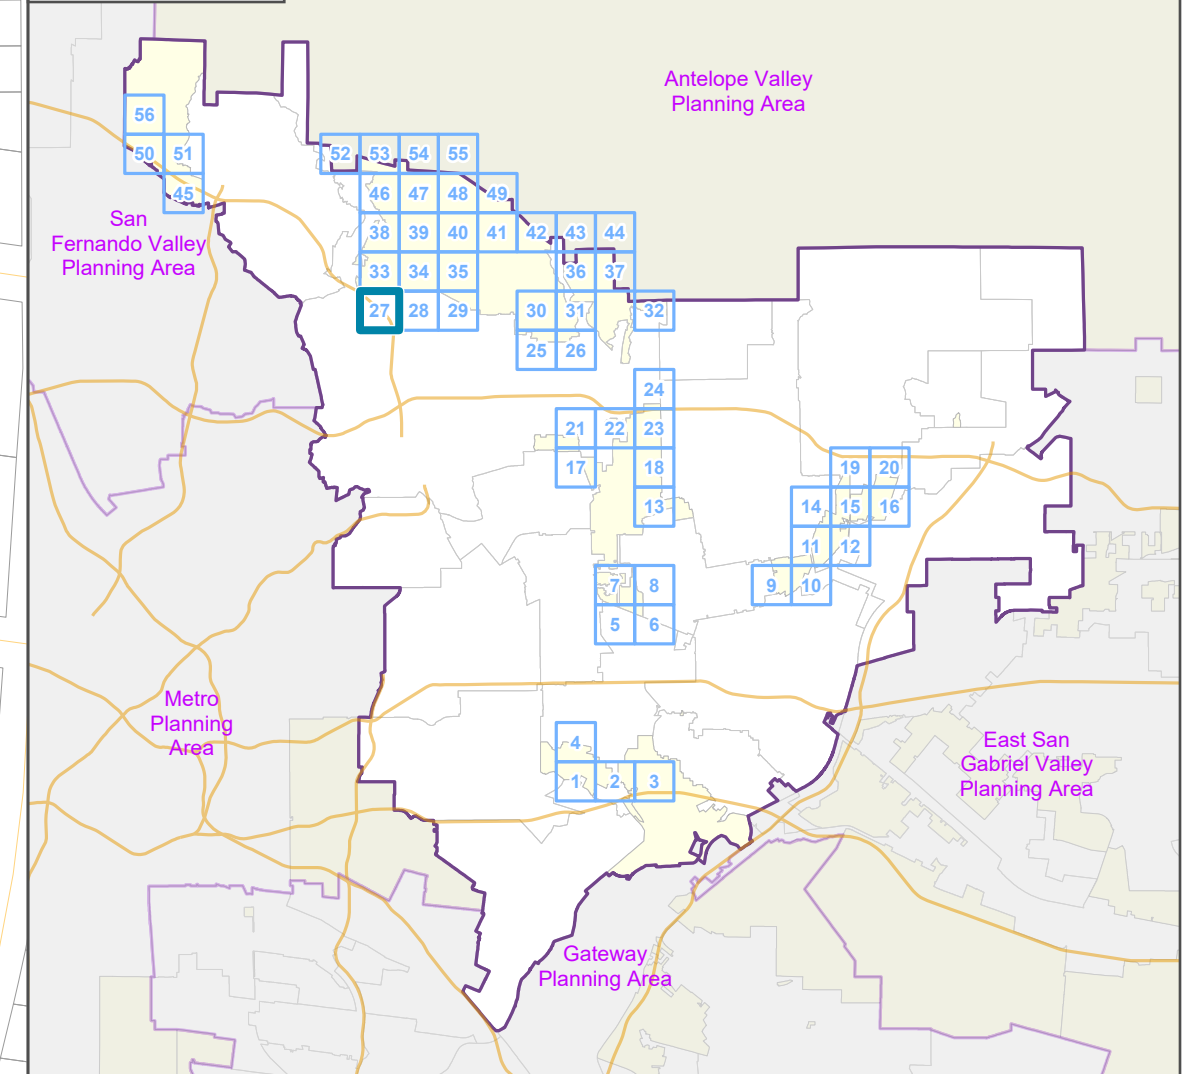 Antelope Valley
Planning Area
56
50 51
52 53 54 55
45
46 47 48 49
San
Fernando Valley
Planning Area
38 39 40 41 42 43 44
33 34 35 36 37
27 28 29 30 31 32
25 26
24
21 22 23
17 18
19 20
13
14 15 16
11 12
7 8
9 10
5 6
Metro
Planning
Area
4
1 2 3
East San
Gabriel Valley
Planning Area
Gateway
Planning Area